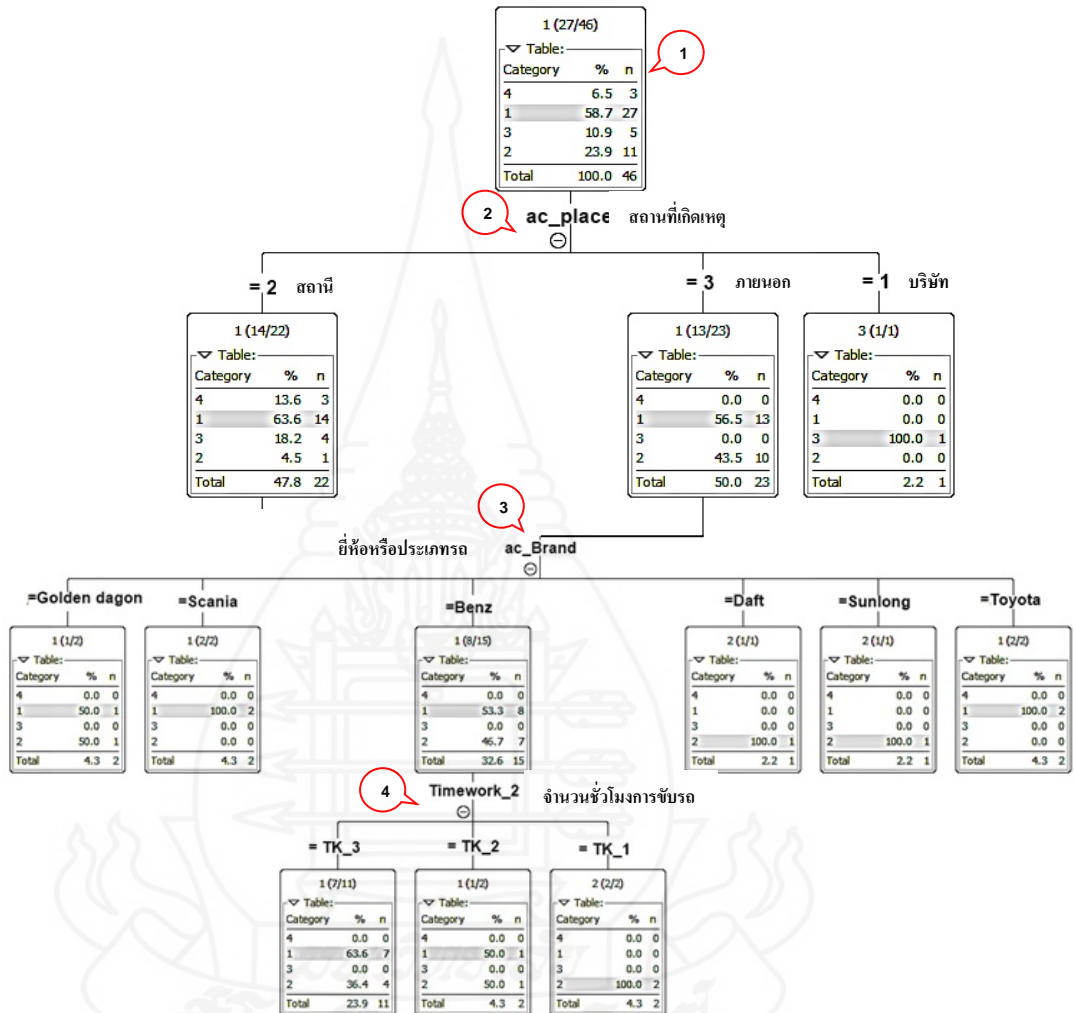 1 (27/46)
▽ Table:
Category % n
4 6.5 3
1 58.7 27
3 10.9 5
2 23.9 11
Total 100.0 46
1
2
ac_place สถานที่เกิดเหตุ
= 2 สถานี
= 3 ภายนอก
= 1 บริษัท
1 (14/22)
▽ Table:
Category % n
4 13.6 3
1 63.6 14
3 18.2 4
2 4.5 1
Total 47.8 22
1 (13/23)
▽ Table:
Category % n
4 0.0 0
1 56.5 13
3 0.0 0
2 43.5 10
Total 50.0 23
3 (1/1)
▽ Table:
Category % n
4 0.0 0
1 0.0 0
3 100.0 1
2 0.0 0
Total 2.2 1
3
ยี่ห้อหรือประเภทรถ ac_Brand
=Golden dagon
=Scania
=Benz
=Daft
=Sunlong
=Toyota
1 (1/2)
▽ Table:
Category % n
4 0.0 0
1 50.0 1
3 0.0 0
2 50.0 1
Total 4.3 2
1 (2/2)
▽ Table:
Category % n
4 0.0 0
1 100.0 2
3 0.0 0
2 0.0 0
Total 4.3 2
1 (8/15)
▽ Table:
Category % n
4 0.0 0
1 53.3 8
3 0.0 0
2 46.7 7
Total 32.6 15
2 (1/1)
▽ Table:
Category % n
4 0.0 0
1 0.0 0
3 0.0 0
2 100.0 1
Total 2.2 1
2 (1/1)
▽ Table:
Category % n
4 0.0 0
1 0.0 0
3 0.0 0
2 100.0 1
Total 2.2 1
1 (2/2)
▽ Table:
Category % n
4 0.0 0
1 100.0 2
3 0.0 0
2 0.0 0
Total 4.3 2
4
Timework_2 จำนวนชั่วโมงการขับรถ
= TK_3
= TK_2
= TK_1
1 (7/11)
▽ Table:
Category % n
4 0.0 0
1 63.6 7
3 0.0 0
2 36.4 4
Total 23.9 11
1 (1/2)
▽ Table:
Category % n
4 0.0 0
1 50.0 1
3 0.0 0
2 50.0 1
Total 4.3 2
2 (2/2)
▽ Table:
Category % n
4 0.0 0
1 0.0 0
3 0.0 0
2 100.0 2
Total 4.3 2